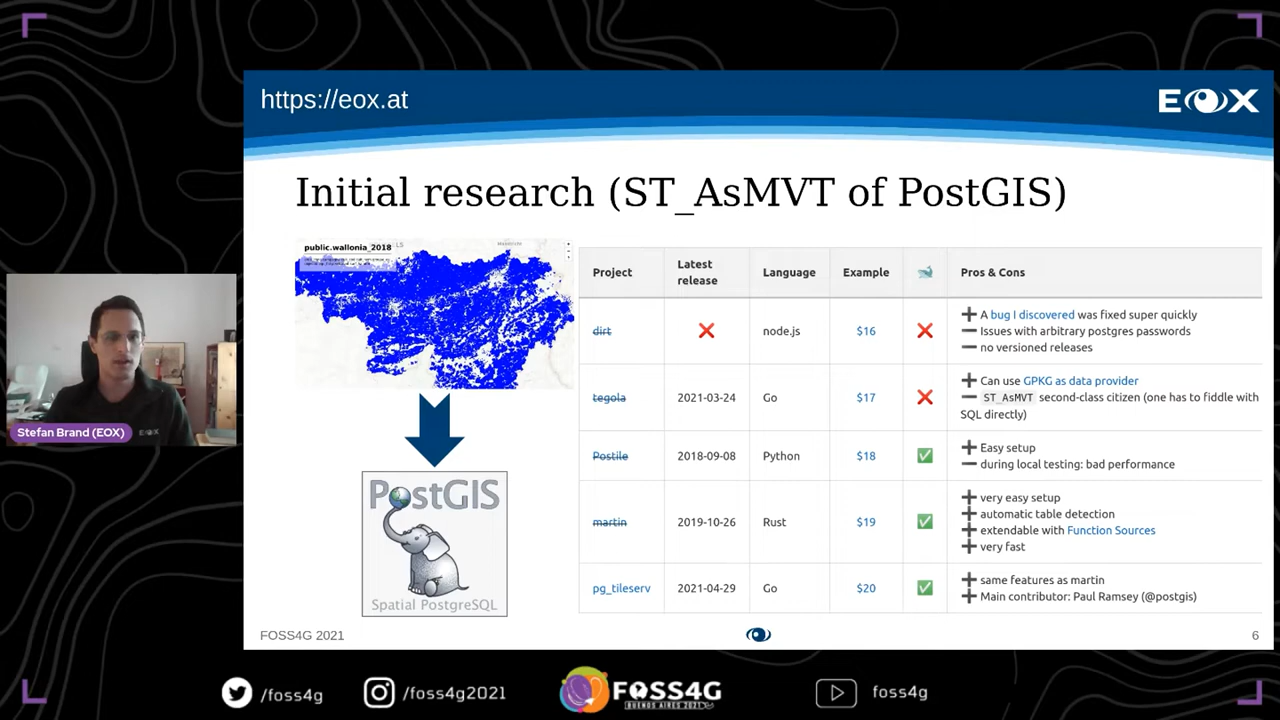 https://eox.at
EOX
Initial research (ST_AsMVT of PostGIS)
public.wallonia_2018
Project
Latest
release
Language
Example
Pros & Cons
dirt
node.js
$16
A bug I discovered was fixed super quickly
Issues with arbitrary postgres passwords
no versioned releases
tegola
2021-03-24
Go
$17
Can use GPKG as data provider
ST_AsMVT second-class citizen (one has to fiddle with
SQL directly)
Postile
2018-09-08
Python
$18
Easy setup
during local testing: bad performance
martin
2019-10-26
Rust
$19
very easy setup
automatic table detection
extendable with Function Sources
very fast
pg_tileserv
2021-04-29
Go
$20
same features as martin
Main contributor: Paul Ramsey (@postgis)
PostGIS
Spatial PostgreSQL
Stefan Brand (EOX)
EOX
FOSS4G 2021
6
/foss4g
/foss4g2021
FOSS4G
BUENOS AIRES 2021
foss4g